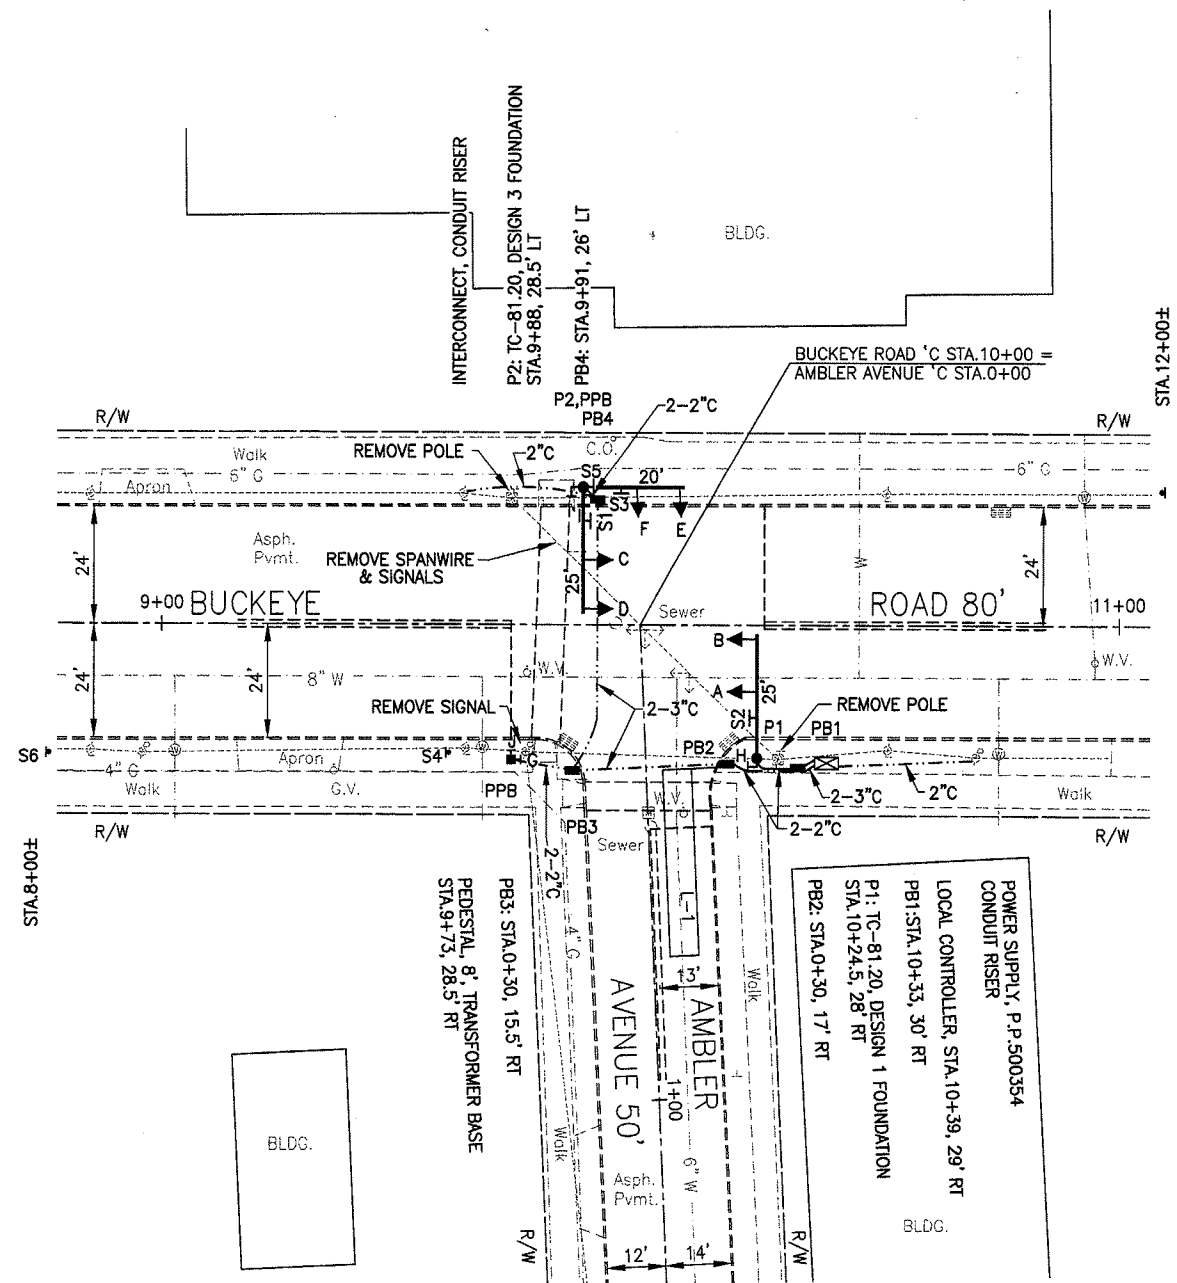 INTERCONNECT, CONDUIT RISER
P2: TC-81.20, DESIGN 3 FOUNDATION
STA.9+88, 28.5' LT
PB4: STA.9+91, 26' LT
BLDG.
STA.12+00±
BUCKEYE ROAD ℄ STA.10+00 =
AMBLER AVENUE ℄ STA.0+00
P2,PPB
PB4
2-2"C
R/W
R/W
Walk
REMOVE POLE
2"C
C.O.
6" G
6" G
Apron
S5
20'
S3
S1
F
E
Asph.
Pvmt.
24'
24'
REMOVE SPANWIRE
& SIGNALS
C
25'
D
9+00
BUCKEYE
Sewer
ROAD 80'
11+00
B
W.V.
W.V.
24'
24'
8" W
A
25'
S2
REMOVE SIGNAL
2-3"C
REMOVE POLE
P1
PB1
PB2
S6
S4
G
H
4" G
Apron
Walk
G.V.
PPB
W.V.
2-3"C
2"C
Walk
R/W
PB3
2-2"C
R/W
Sewer
STA.8+00±
2-2"C
PB3: STA.0+30, 15.5' RT
PEDESTAL, 8', TRANSFORMER BASE
STA.9+73, 28.5' RT
4" G
L-1
Walk
13'
POWER SUPPLY, P.P.500354
CONDUIT RISER
LOCAL CONTROLLER, STA.10+39, 29' RT
PB1:STA.10+33, 30' RT
P1: TC-81.20, DESIGN 1 FOUNDATION
STA.10+24.5, 28' RT
PB2: STA.0+30, 17' RT
AMBLER
AVENUE 50'
1+00
BLDG.
Walk
Asph.
Pvmt.
6" W
BLDG.
R/W
12'
14'
R/W